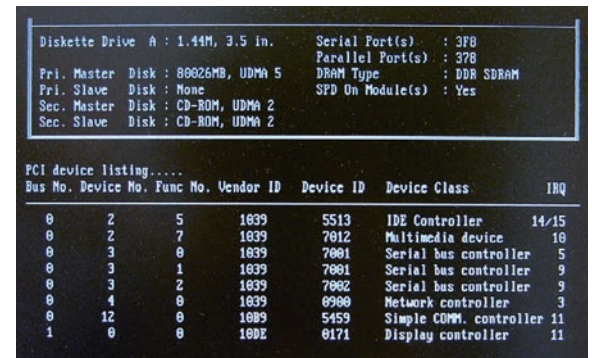 Diskette Drive A : 1.44M, 3.5 in. Serial Port(s) : 3F8
Parallel Port(s) : 378
Pri. Master Disk : 80026MB, UDMA 5 DRAM Type : DDR SDRAM
Pri. Slave Disk : None SPD On Module(s) : Yes
Sec. Master Disk : CD-ROM, UDMA 2
Sec. Slave Disk : CD-ROM, UDMA 2
PCI device listing.....
Bus No. Device No. Func No. Vendor ID Device ID Device Class IRQ
0 2 5 1039 5513 IDE Controller 14/15
0 2 7 1039 7012 Multimedia device 10
0 3 0 1039 7001 Serial bus controller 5
0 3 1 1039 7001 Serial bus controller 9
0 3 2 1039 7002 Serial bus controller 9
0 4 0 1039 0900 Network controller 3
0 12 0 10B9 5459 Simple COMM. controller 11
1 0 0 10DE 0171 Display controller 11